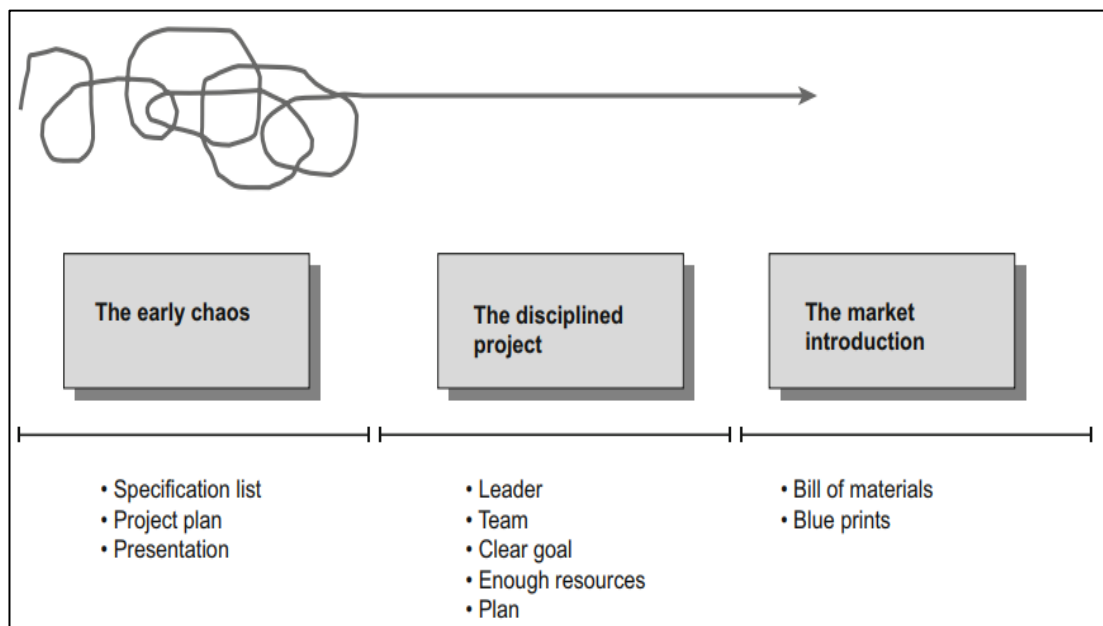 The early chaos
The disciplined
project
The market
introduction
• Specification list
• Project plan
• Presentation
• Leader
• Team
• Clear goal
• Enough resources
• Plan
• Bill of materials
• Blue prints